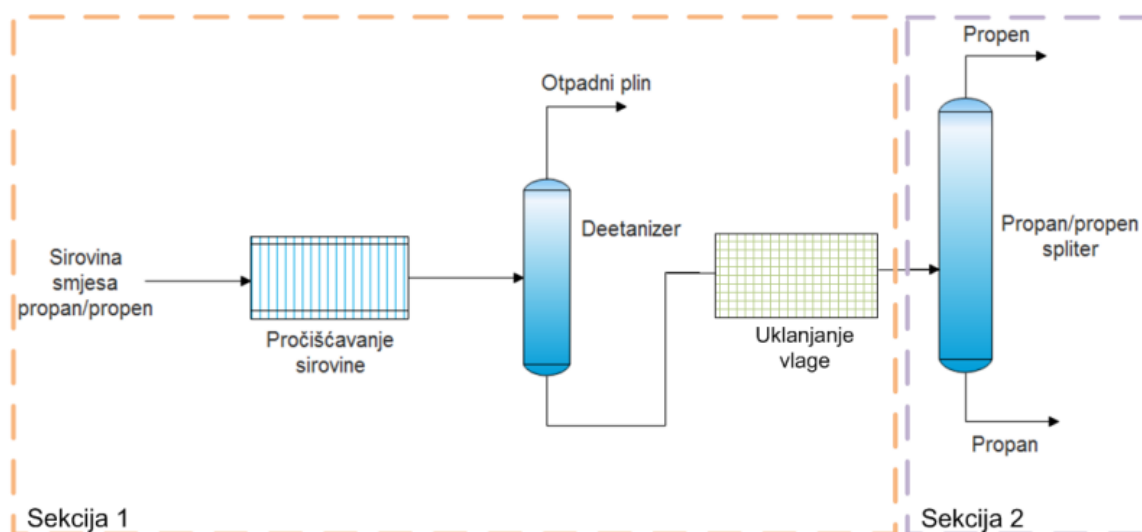 Propen
Otpadni plin
Deetanizer
Propan/propen
spliter
Sirovina
smjesa
propan/propen
Pročišćavanje
sirovine
Uklanjanje
vlage
Propan
Sekcija 1
Sekcija 2